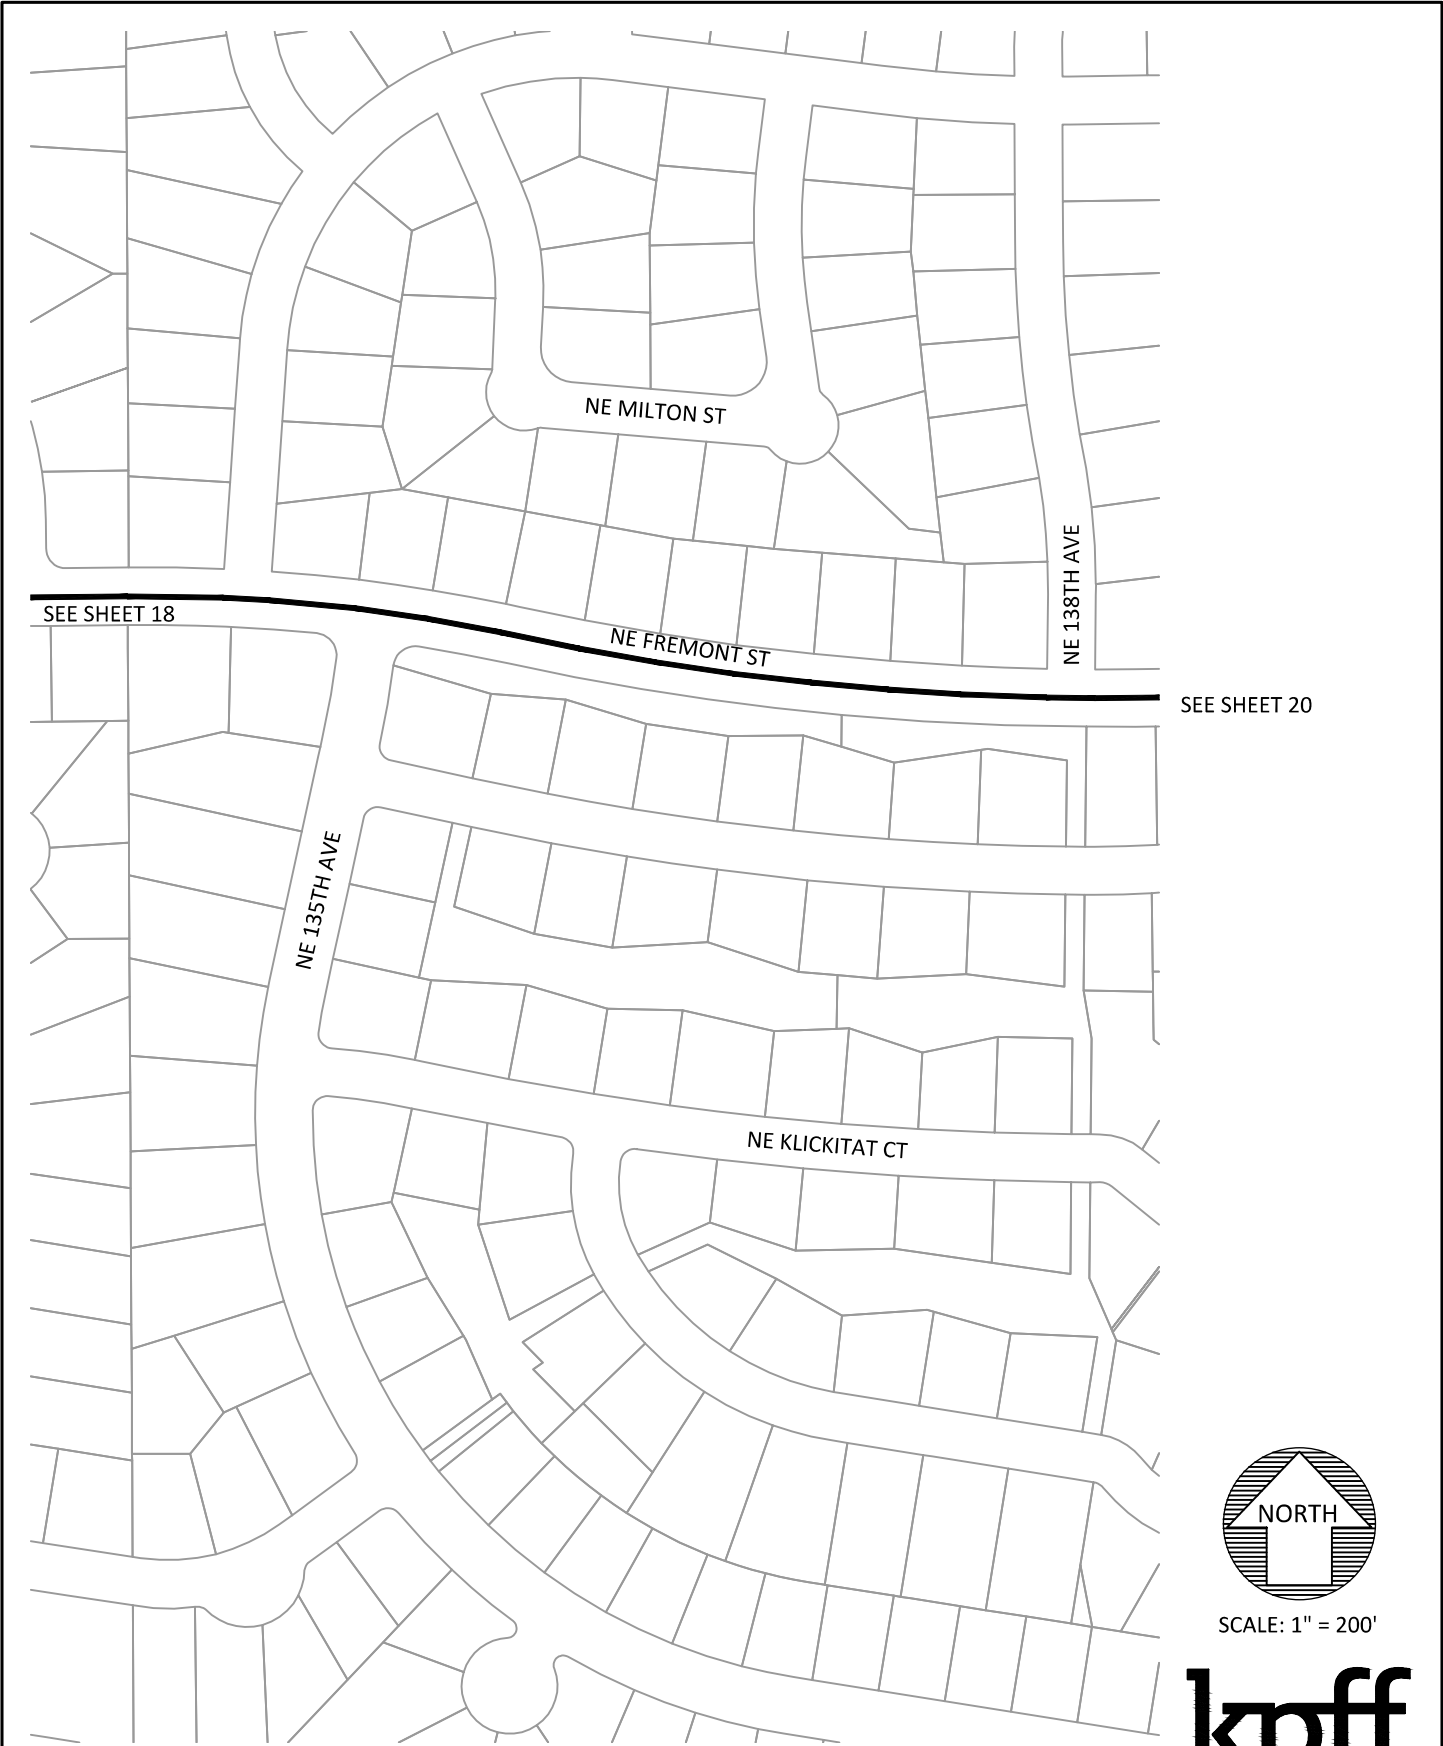 NE MILTON ST
NE 138TH AVE
SEE SHEET 18
NE FREMONT ST
SEE SHEET 20
NE 135TH AVE
NE KLICKITAT CT
NORTH
SCALE: 1" = 200'
kpff